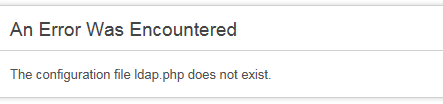 An Error Was Encountered
The configuration file ldap.php does not exist.